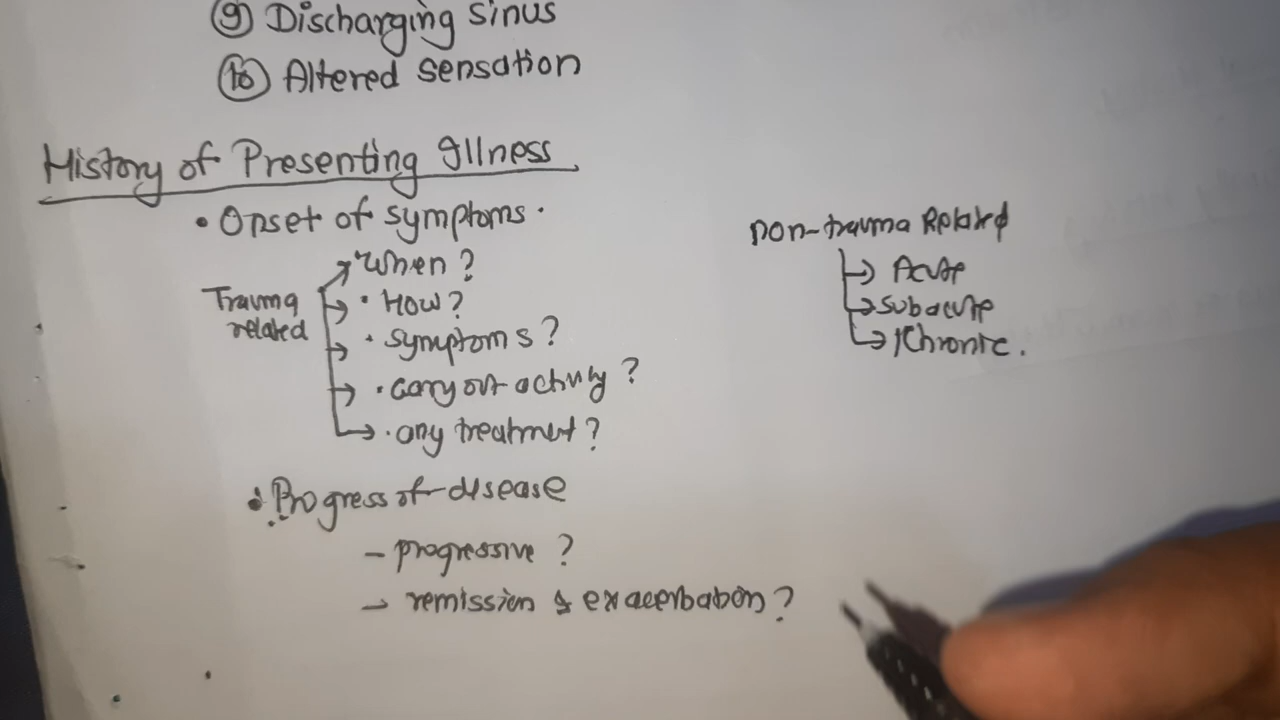 ⑨ Discharging sinus
⑩ Altered sensation
History of Presenting Illness
• Onset of symptoms.
Trauma related
when?
• How?
• symptoms?
• carry out activity?
• any treatment?
non-trauma Related
Acute
subacute
Chronic.
• Progress of disease
- progressive?
→ remission & exacerbation?